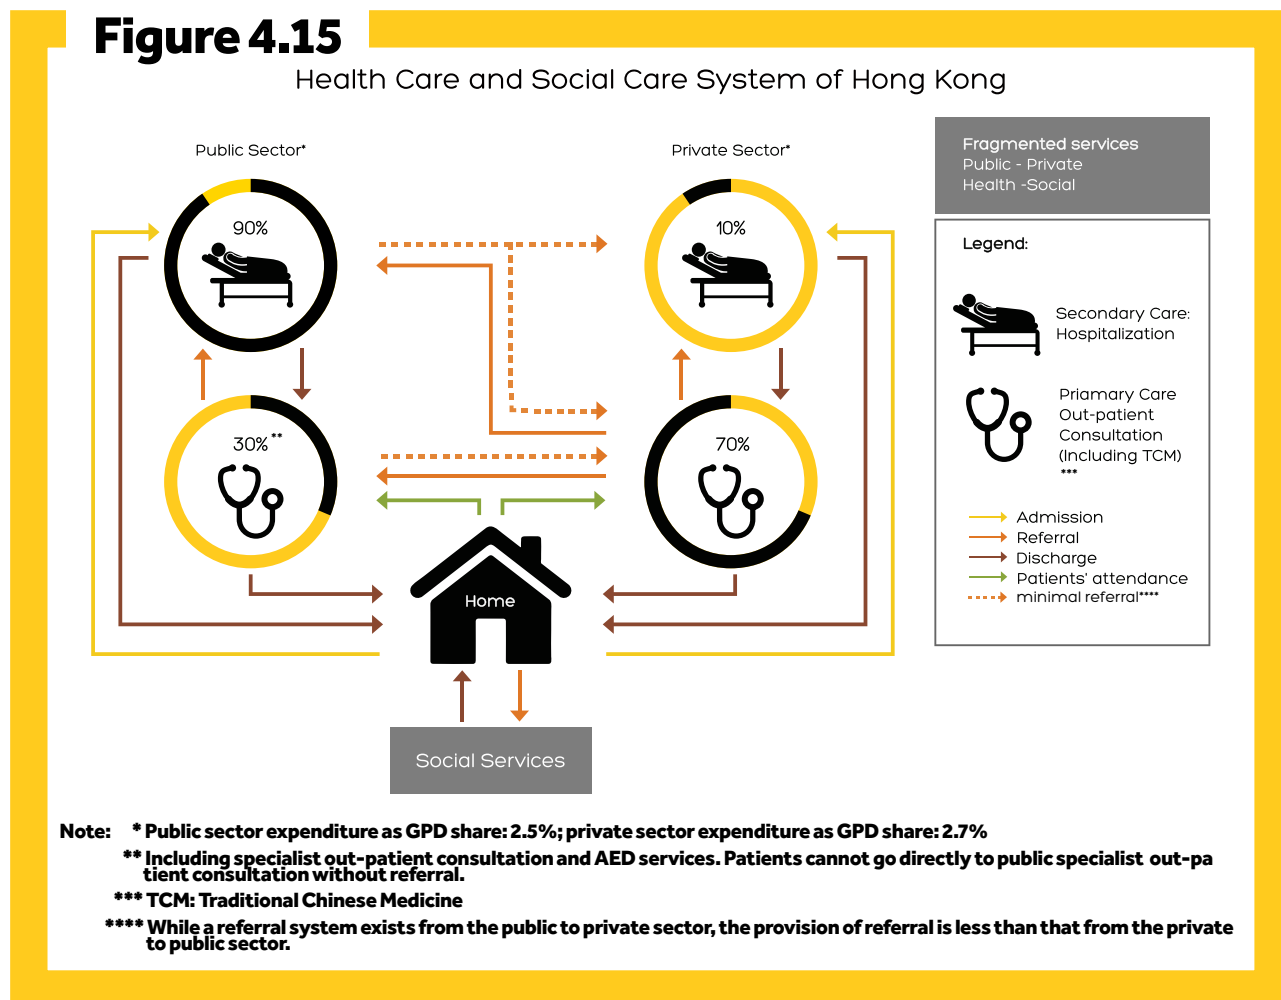 Figure 4.15
Health Care and Social Care System of Hong Kong
Public Sector*
Private Sector*
90%
10%
30%**
70%
Home
Social Services
Fragmented services
Public - Private
Health -Social
Legend:
Secondary Care:
Hospitalization
Priamary Care
Out-patient
Consultation
(Including TCM)
***
Admission
Referral
Discharge
Patients' attendance
minimal referral****
Note: * Public sector expenditure as GPD share: 2.5%; private sector expenditure as GPD share: 2.7%
** Including specialist out-patient consultation and AED services. Patients cannot go directly to public specialist out-pa
tient consultation without referral.
*** TCM: Traditional Chinese Medicine
**** While a referral system exists from the public to private sector, the provision of referral is less than that from the private
to public sector.